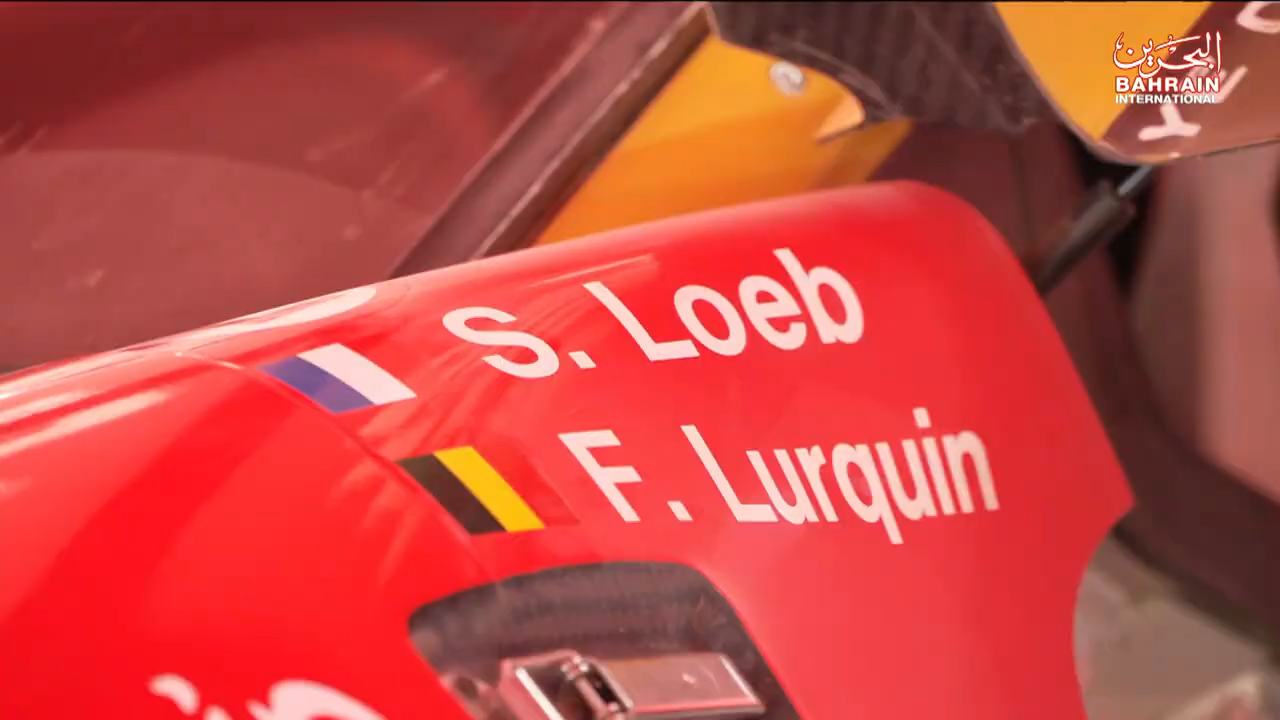 البحرين
BAHRAIN
INTERNATIONAL
S. Loeb
F. Lurquin